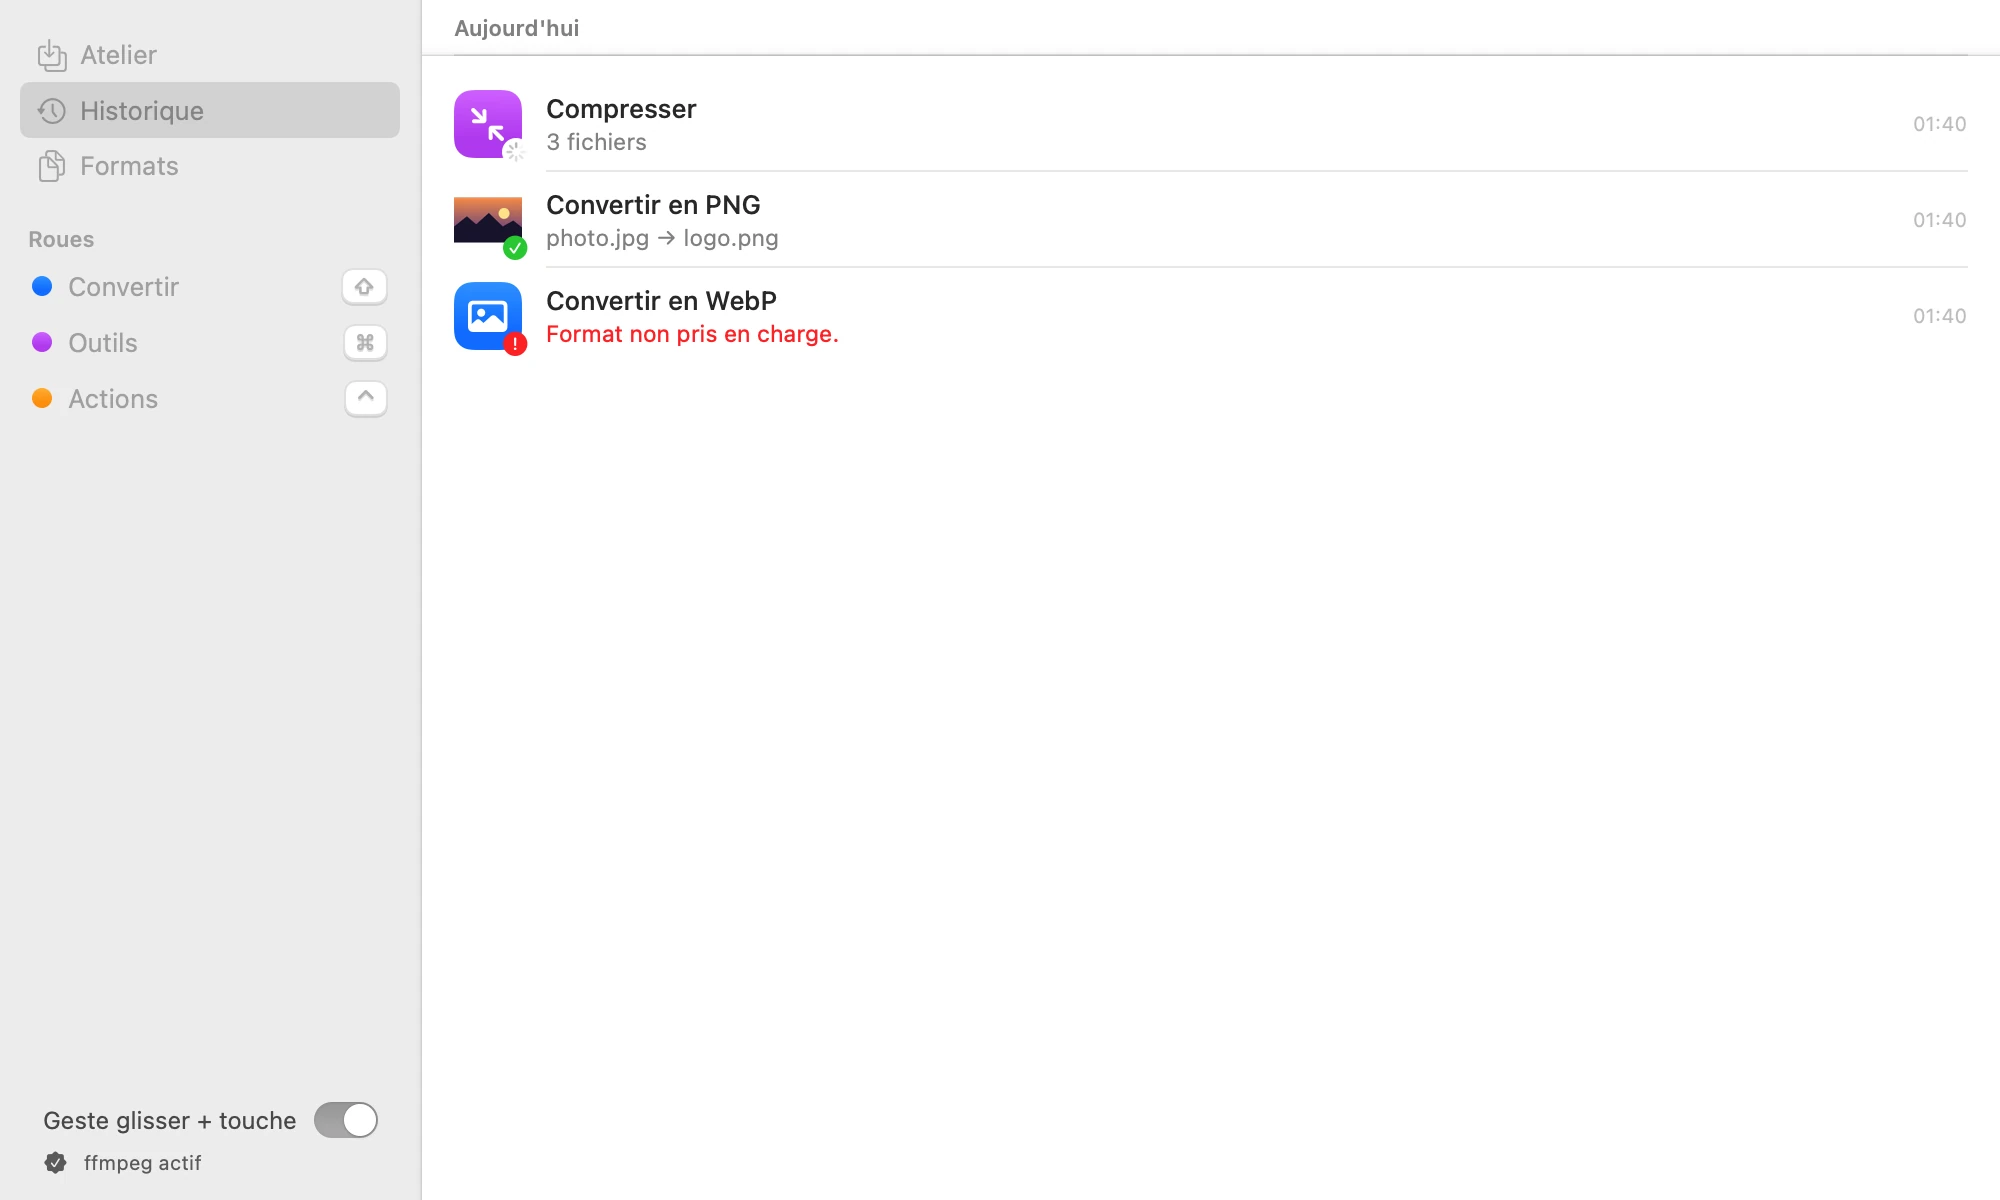 Atelier
Historique
Formats
Roues
Convertir
Outils
⌘
Actions
Geste glisser + touche
ffmpeg actif
Aujourd'hui
Compresser
3 fichiers
01:40
Convertir en PNG
photo.jpg → logo.png
01:40
Convertir en WebP
Format non pris en charge.
01:40